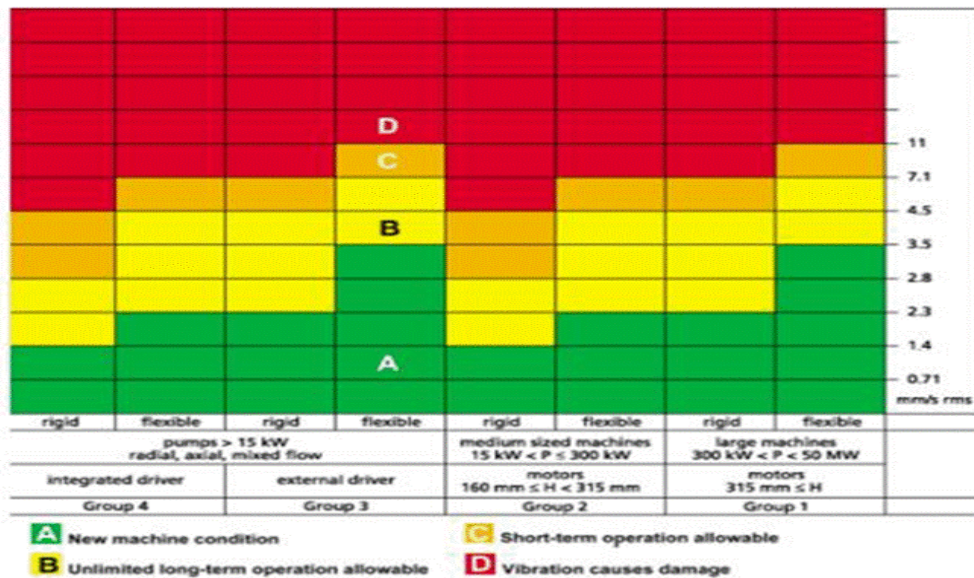 D
11
C
7.1
4.5
B
3.5
2.8
2.3
1.4
A
0.71
mm/s rms
rigid flexible rigid flexible rigid flexible rigid flexible
pumps > 15 kW
radial, axial, mixed flow
medium sized machines
15 kW < P ≤ 300 kW
large machines
300 kW < P < 50 MW
integrated driver external driver
motors
160 mm ≤ H < 315 mm
motors
315 mm ≤ H
Group 4 Group 3 Group 2 Group 1
A New machine condition
C Short-term operation allowable
B Unlimited long-term operation allowable
D Vibration causes damage